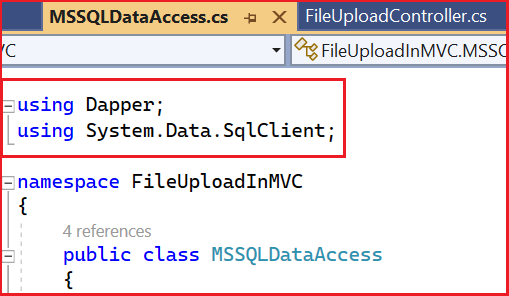 MSSQLDataAccess.cs
FileUploadController.cs
VC
FileUploadInMVC.MSSC
using Dapper;
using System.Data.SqlClient;
namespace FileUploadInMVC
{
4 references
public class MSSQLDataAccess
{